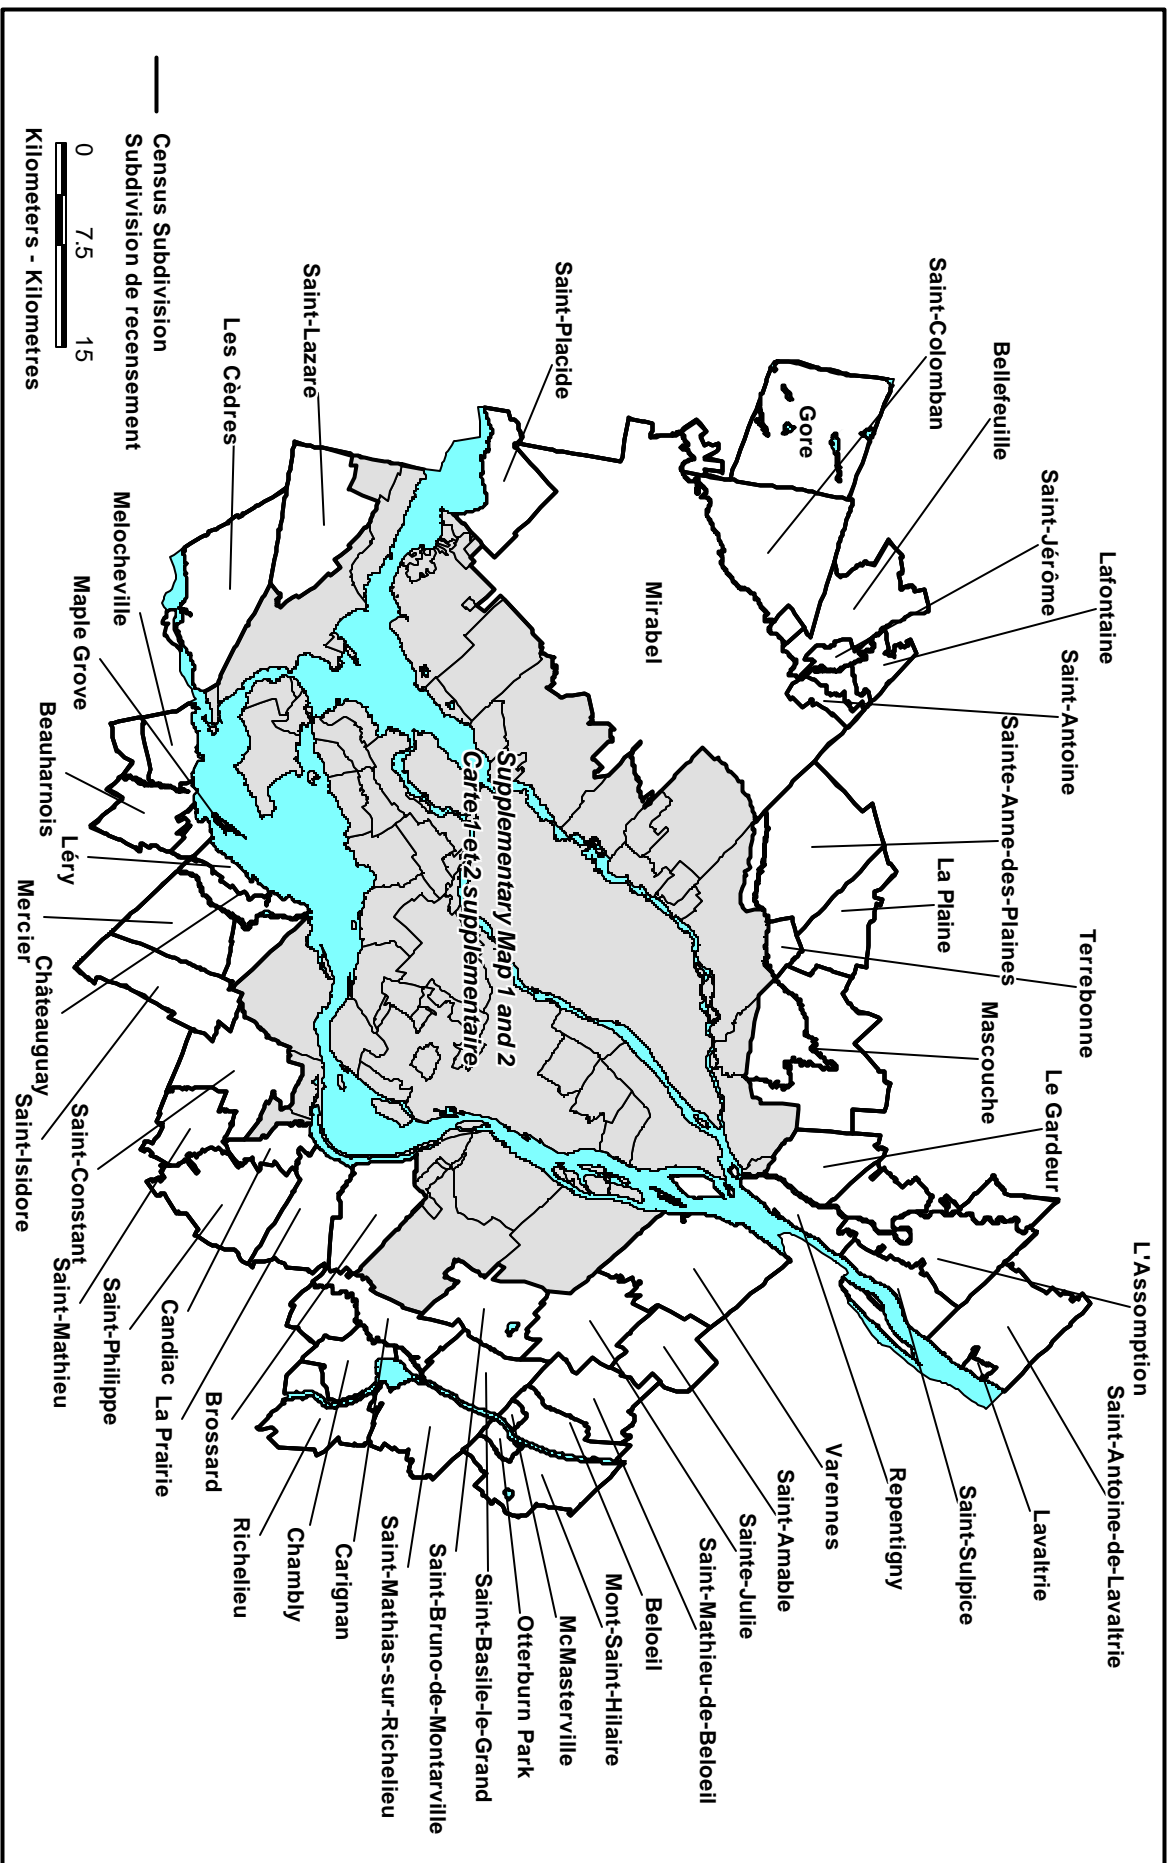 Saint-Colomban
Bellefeuille
Saint-Jérôme
Lafontaine
Saint-Antoine
Sainte-Anne-des-Plaines
La Plaine
Terrebonne
Mascouche
Le Gardeur
L'Assomption
Saint-Antoine-de-Lavaltrie
Lavaltrie
Saint-Sulpice
Repentigny
Varennes
Saint-Amable
Sainte-Julie
Saint-Mathieu-de-Beloeil
Beloeil
Mont-Saint-Hilaire
McMasterville
Otterburn Park
Saint-Basile-le-Grand
Saint-Bruno-de-Montarville
Saint-Mathias-sur-Richelieu
Carignan
Chambly
Richelieu
Brossard
La Prairie
Candiac
Saint-Philippe
Saint-Mathieu
Saint-Constant
Saint-Isidore
Châteauguay
Mercier
Léry
Beauharnois
Maple Grove
Melocheville
Les Cèdres
Saint-Lazare
Saint-Placide
Gore
Mirabel
Supplementary Map 1 and 2
Carte 1 et 2 supplémentaire
Census Subdivision
Subdivision de recensement
0 7.5 15
Kilometers - Kilometres